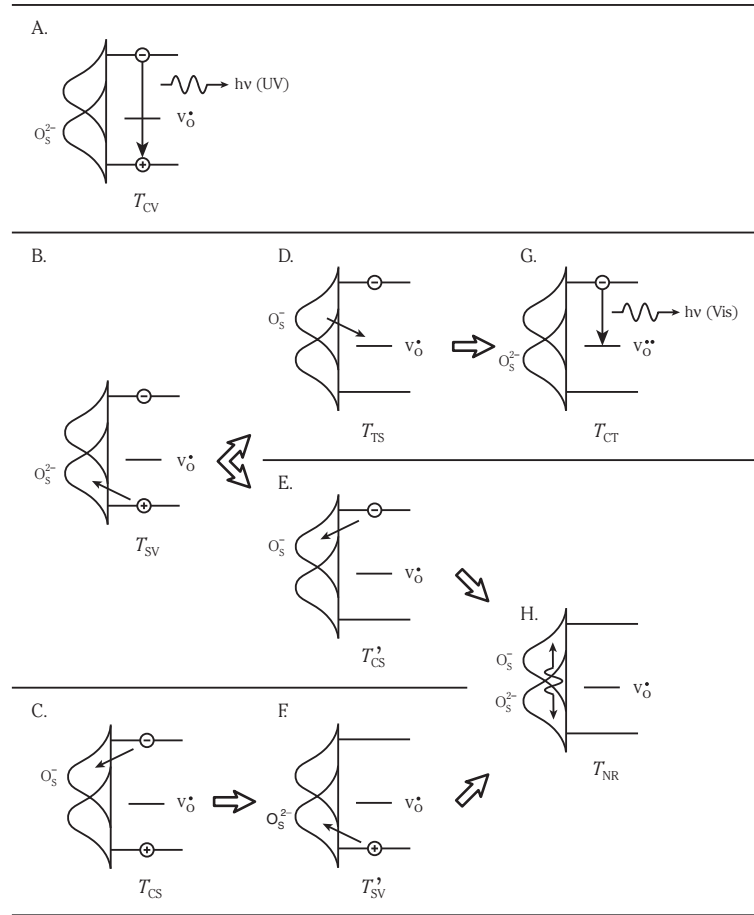 A.
hν (UV)
V_O^•
O_S^{2−}
T_CV
B.
D.
G.
O_S^−
hν (Vis)
V_O^•
V_O^{••}
O_S^{2−}
T_TS
T_CT
O_S^{2−}
V_O^•
T_SV
E.
O_S^−
V_O^•
T'_CS
H.
O_S^−
O_S^{2−}
V_O^•
T_NR
C.
F.
O_S^−
V_O^•
V_O^•
O_S^{2−}
T_CS
T'_SV